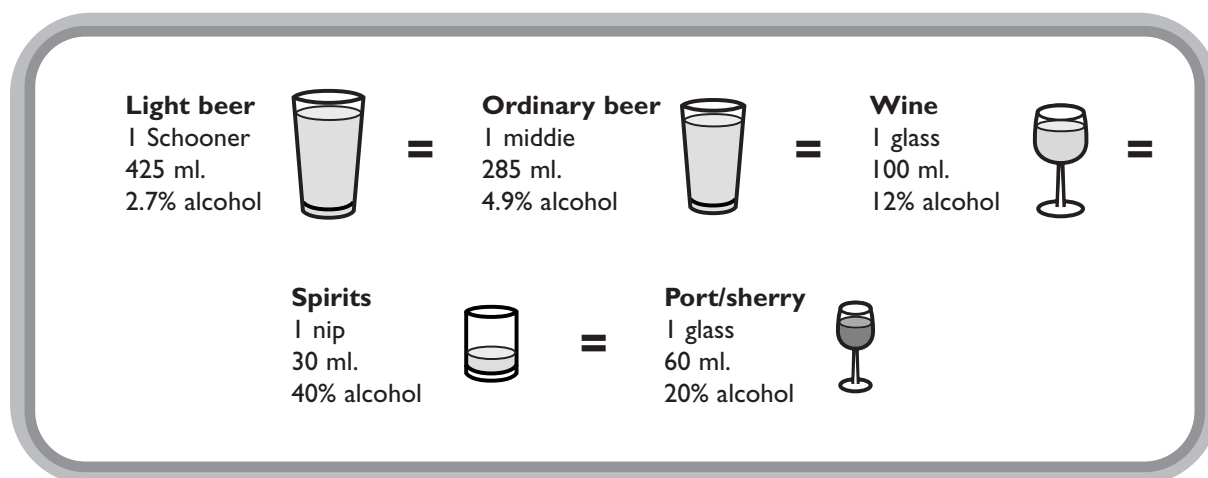 Light beer
1 Schooner
425 ml.
2.7% alcohol
=
Ordinary beer
1 middie
285 ml.
4.9% alcohol
=
Wine
1 glass
100 ml.
12% alcohol
=
Spirits
1 nip
30 ml.
40% alcohol
=
Port/sherry
1 glass
60 ml.
20% alcohol